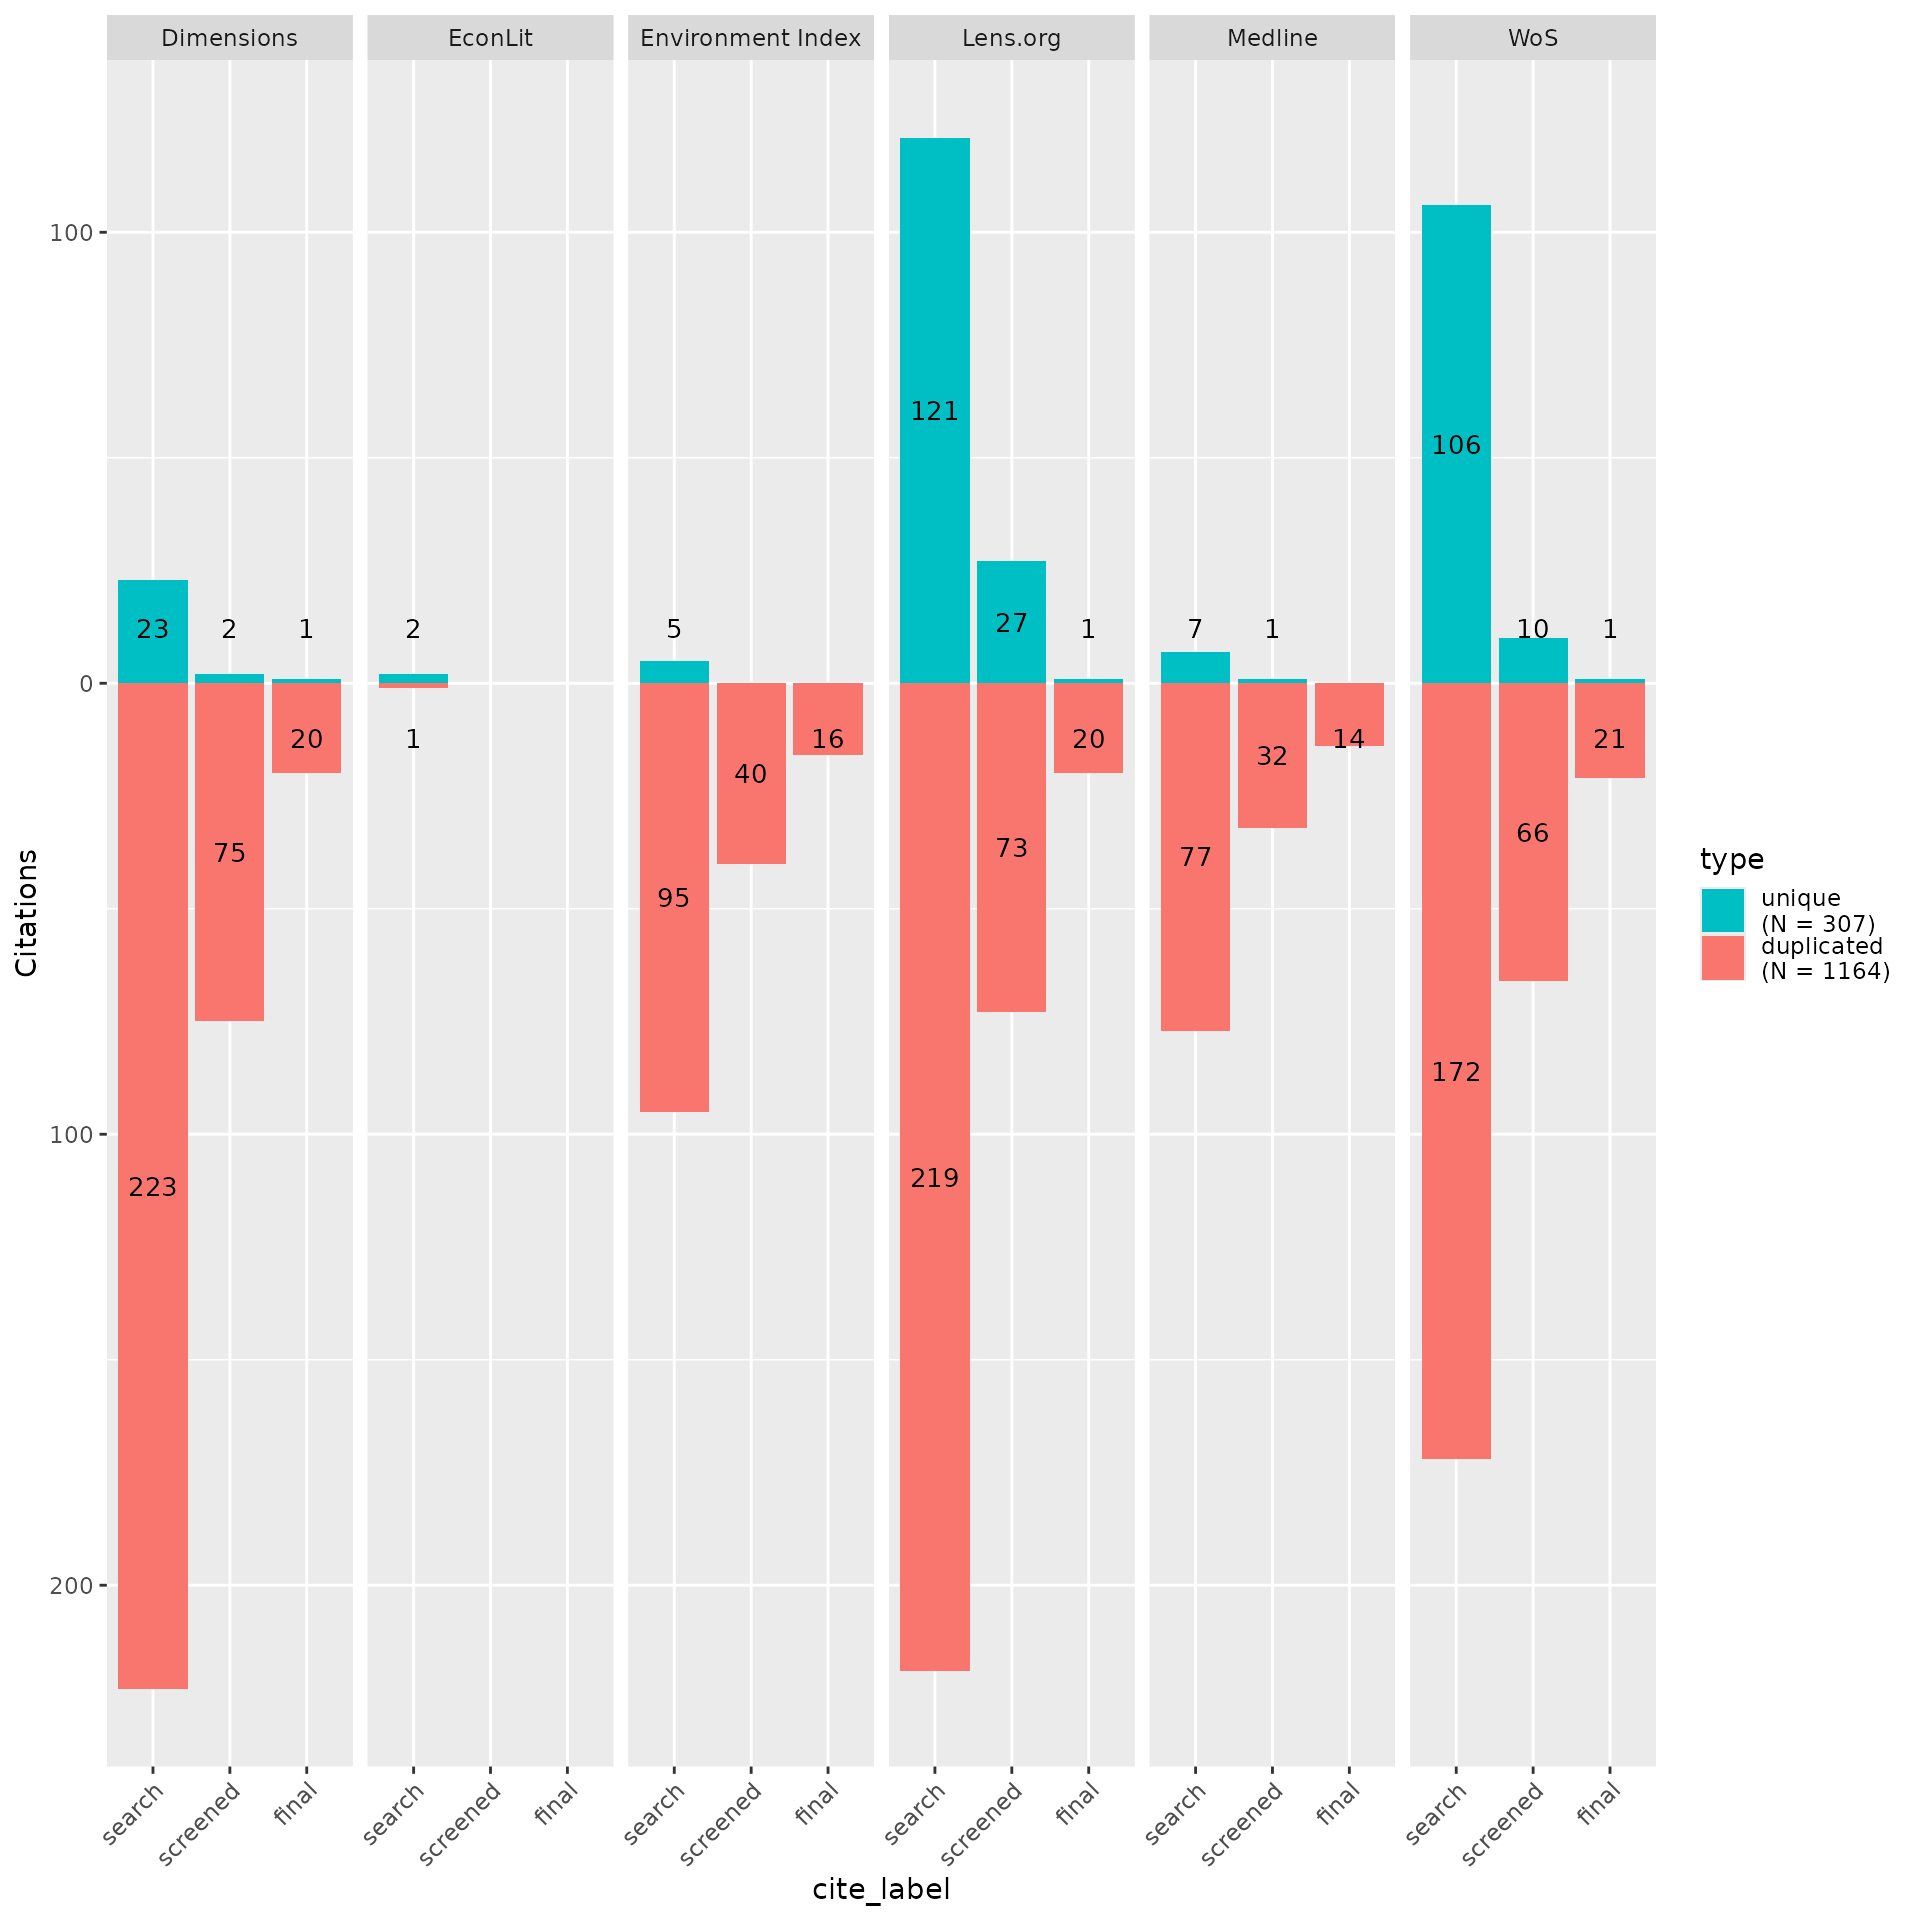 Dimensions
EconLit
Environment Index
Lens.org
Medline
WoS
100
0
100
200
Citations
23
2
1
223
75
20
2
1
5
95
40
16
121
27
1
219
73
20
7
1
77
32
14
106
10
1
172
66
21
search
screened
final
search
screened
final
search
screened
final
search
screened
final
search
screened
final
search
screened
final
cite_label
type
unique
(N = 307)
duplicated
(N = 1164)